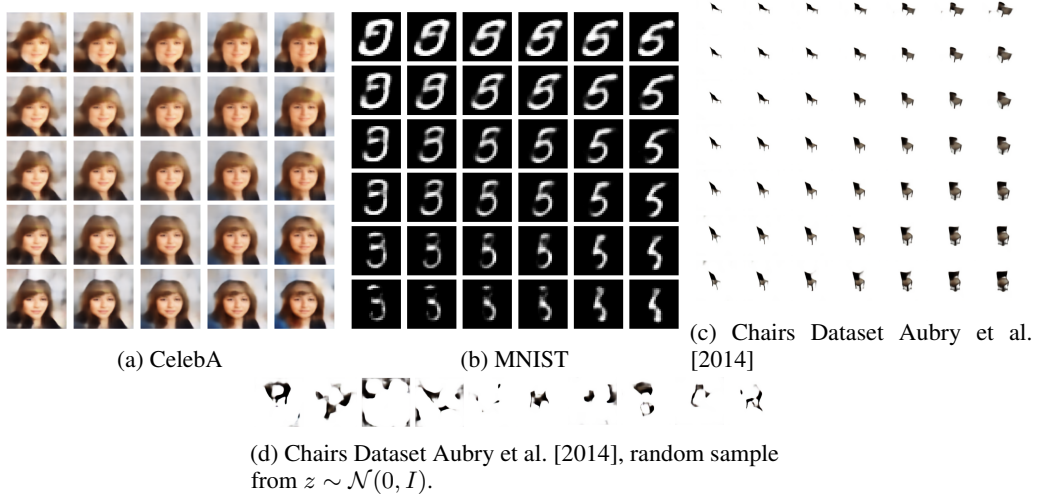 (a) CelebA
(b) MNIST
(c) Chairs Dataset Aubry et al.
[2014]
(d) Chairs Dataset Aubry et al. [2014], random sample
from z ∼ 𝒩(0, I).